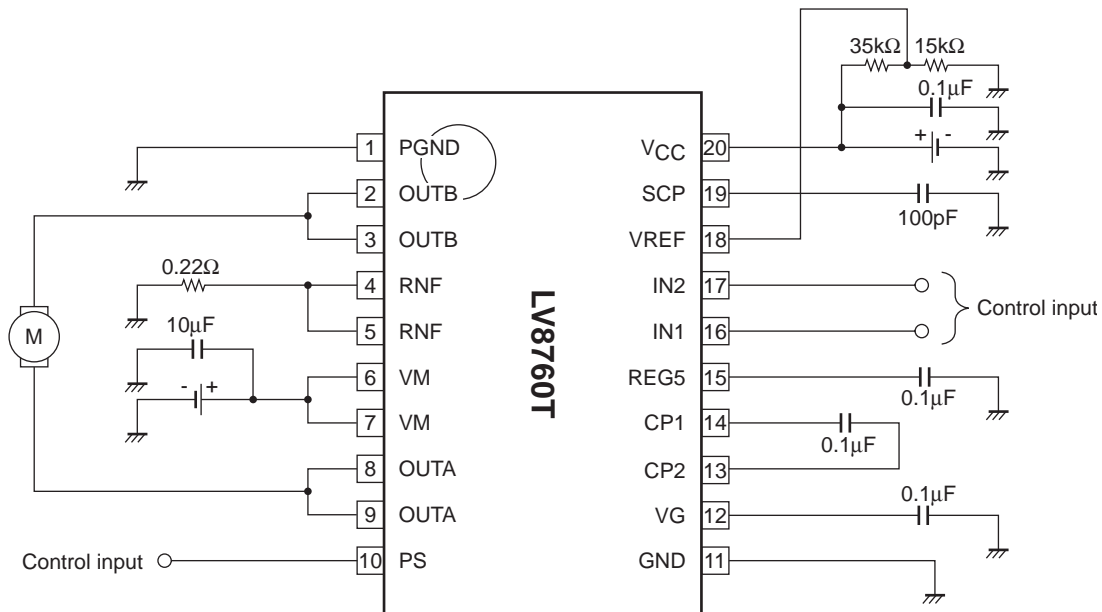 35kΩ 15kΩ
0.1μF
+ -
1 PGND
2 OUTB
3 OUTB
4 RNF
5 RNF
6 VM
7 VM
8 OUTA
9 OUTA
10 PS
0.22Ω
10μF
- +
M
Control input
LV8760T
VCC 20
SCP 19
VREF 18
IN2 17
IN1 16
REG5 15
CP1 14
CP2 13
VG 12
GND 11
100pF
Control input
0.1μF
0.1μF
0.1μF